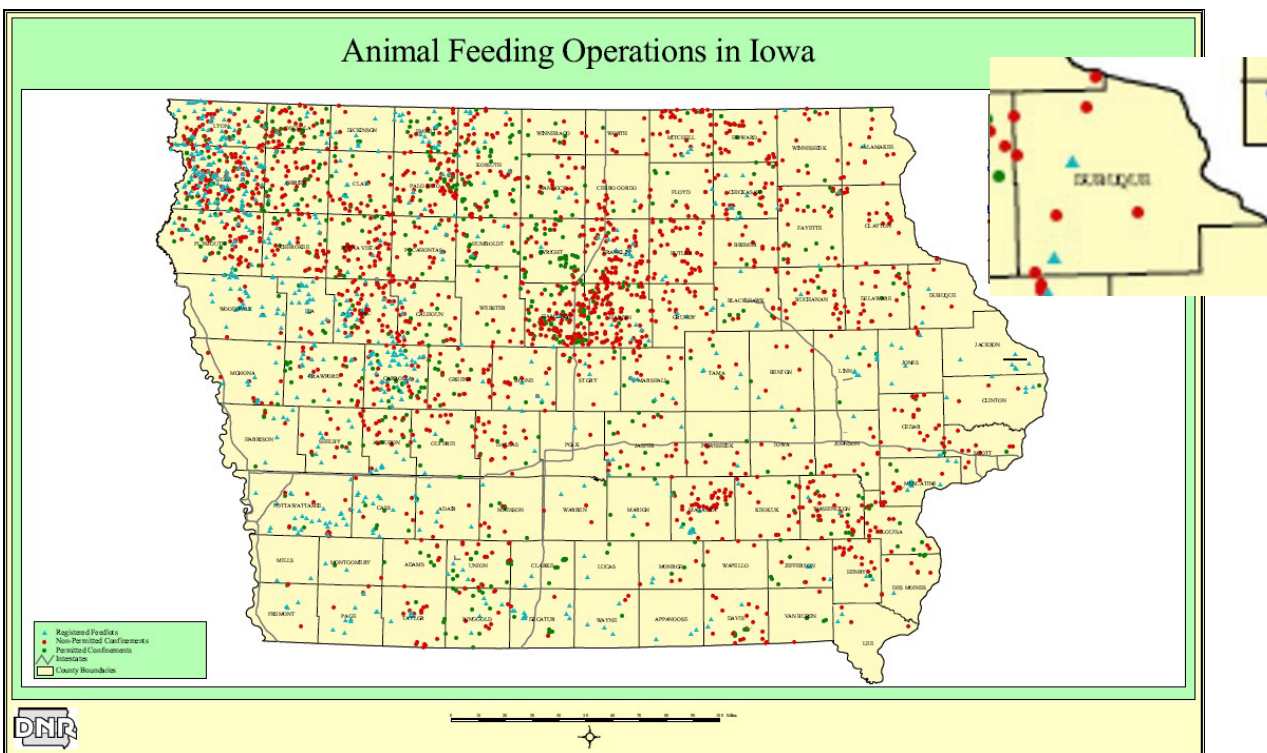 Animal Feeding Operations in Iowa
LYON
DICKINSON
WINNEBAGO
WORTH
MITCHELL
HOWARD
WINNESHIEK
ALLAMAKEE
KOSSUTH
CLAY
PALO ALTO
HANCOCK
CERRO GORDO
FLOYD
CHICKASAW
DUBUQUE
PLYMOUTH
CHEROKEE
BUENA VISTA
POCAHONTAS
HUMBOLDT
WRIGHT
FRANKLIN
BUTLER
BREMER
FAYETTE
CLAYTON
WOODBURY
IDA
CALHOUN
WEBSTER
GRUNDY
BLACKHAWK
BUCHANAN
DELAWARE
DUBUQUE
JACKSON
MONONA
CRAWFORD
CARROLL
GREENE
BOONE
STORY
MARSHALL
TAMA
BENTON
LINN
JONES
CLINTON
CEDAR
HARRISON
SHELBY
AUDUBON
GUTHRIE
DALLAS
POLK
JASPER
POWESHIEK
IOWA
JOHNSON
SCOTT
MUSCATINE
POTTAWATTAMIE
CASS
ADAIR
MADISON
WARREN
MARION
MAHASKA
KEOKUK
WASHINGTON
LOUISA
MILLS
MONTGOMERY
ADAMS
UNION
CLARKE
LUCAS
MONROE
WAPELLO
JEFFERSON
HENRY
DES MOINES
FREMONT
PAGE
TAYLOR
RINGGOLD
DECATUR
WAYNE
APPANOOSE
DAVIS
VAN BUREN
LEE
Registered Feedlots
Non-Permitted Confinements
Permitted Confinements
Interstates
County Boundaries
DNR
Miles